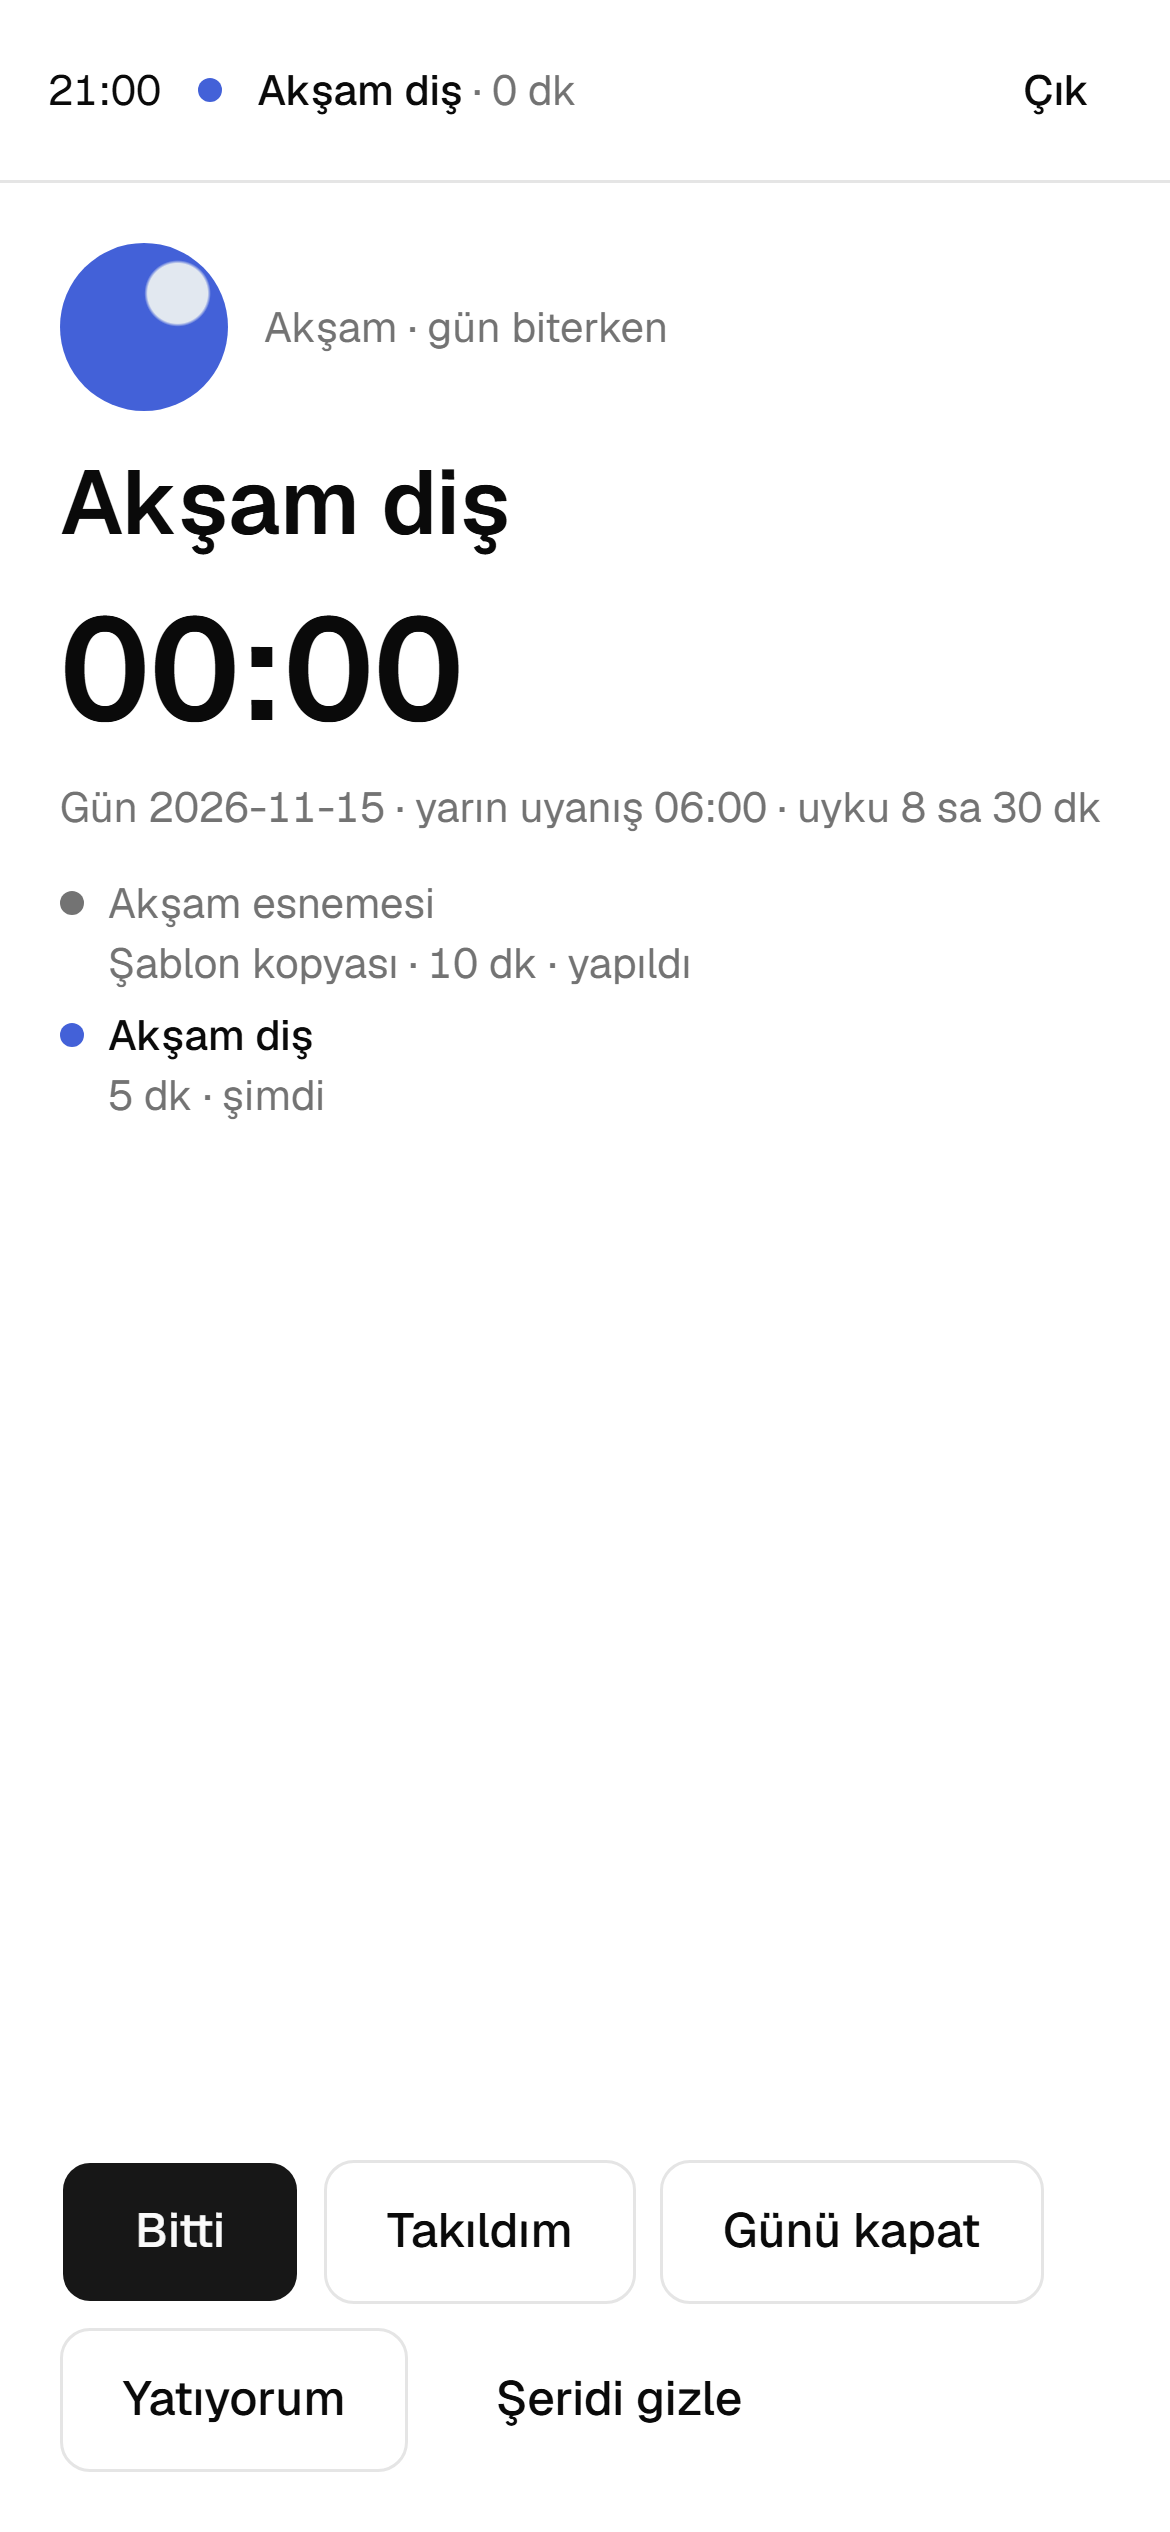 21:00 Akşam diş · 0 dk Çık
Akşam · gün biterken
Akşam diş
00:00
Gün 2026-11-15 · yarın uyanış 06:00 · uyku 8 sa 30 dk
Akşam esnemesi
Şablon kopyası · 10 dk · yapıldı
Akşam diş
5 dk · şimdi
Bitti Takıldım Günü kapat
Yatıyorum Şeridi gizle